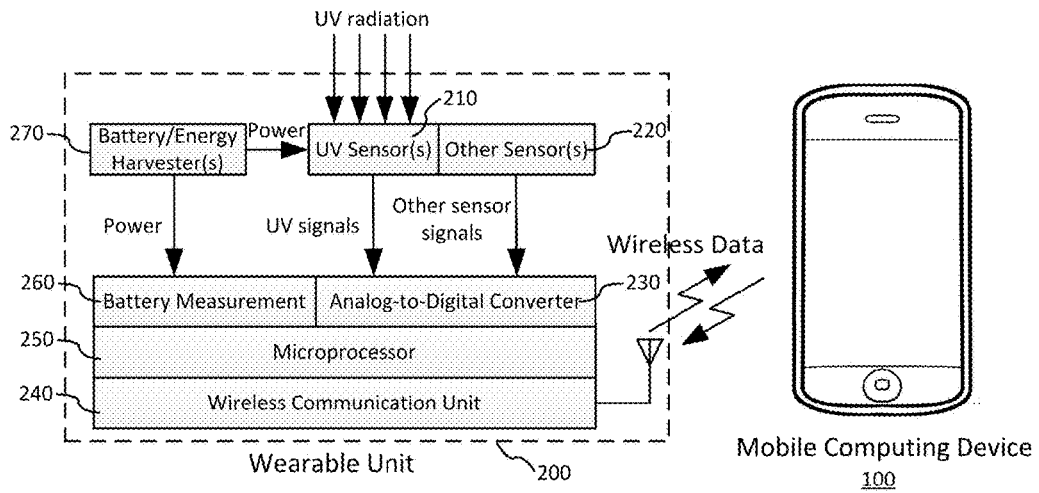 UV radiation
210
220
270
Battery/Energy
Harvester(s)
Power
UV Sensor(s)
Other Sensor(s)
Power
UV signals
Other sensor
signals
Wireless Data
260
Battery Measurement
Analog-to-Digital Converter
230
250
Microprocessor
240
Wireless Communication Unit
Wearable Unit
200
Mobile Computing Device
100